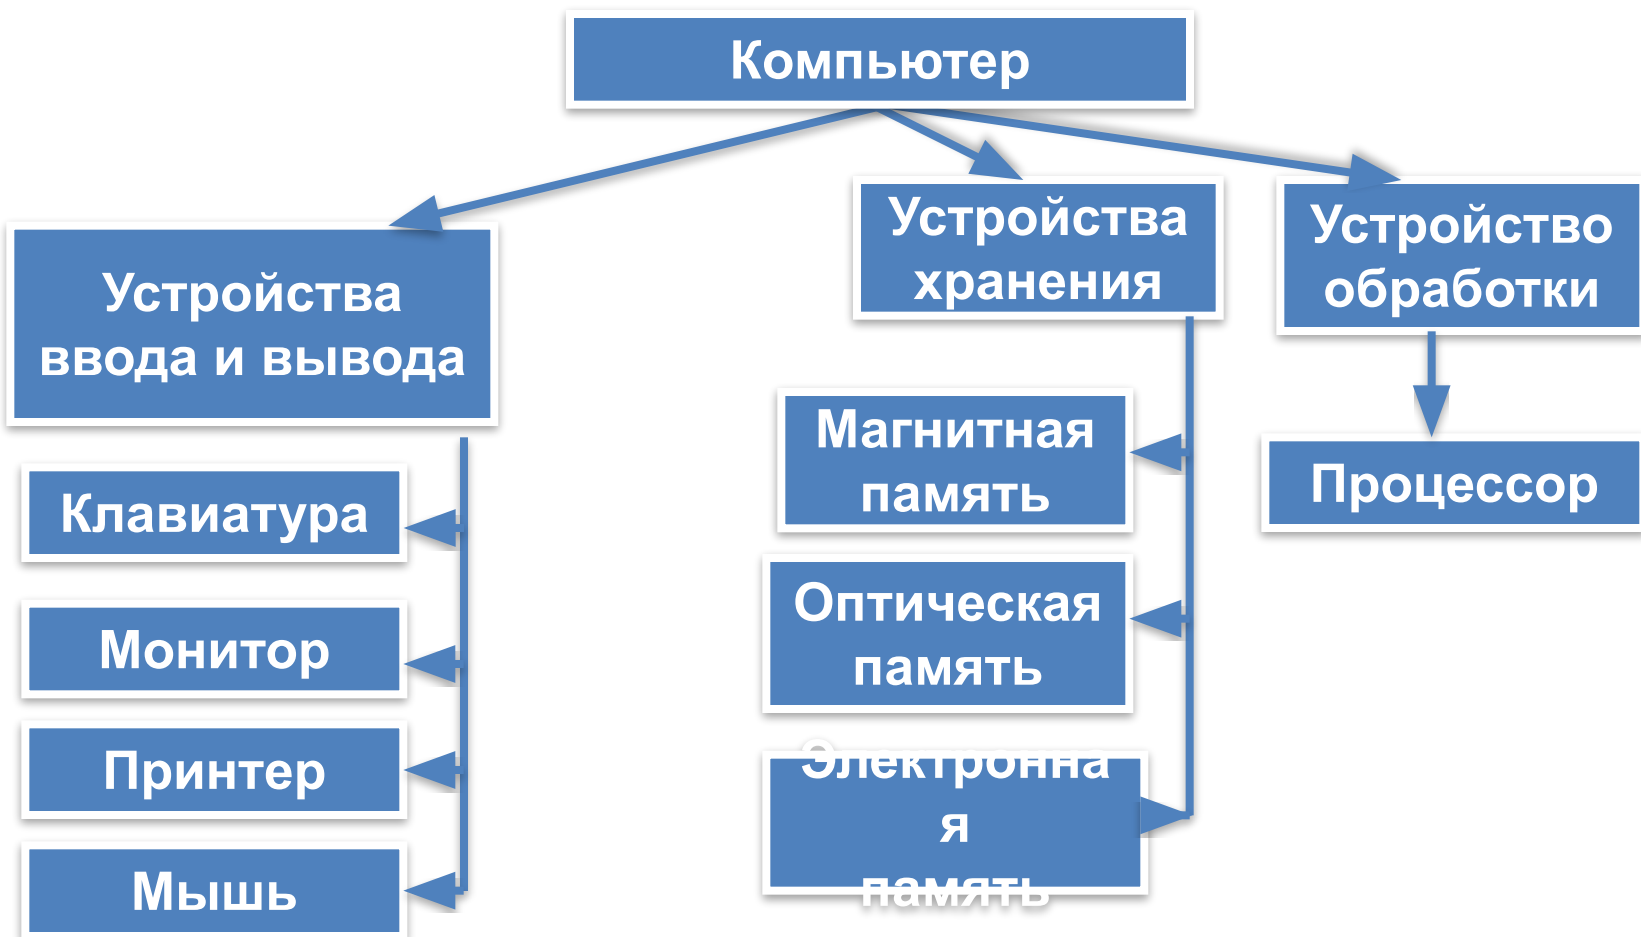 Компьютер
Устройства
ввода и вывода
Клавиатура
Монитор
Принтер
Мышь
Устройства
хранения
Магнитная
память
Оптическая
память
Электронна
я
память
Устройство
обработки
Процессор